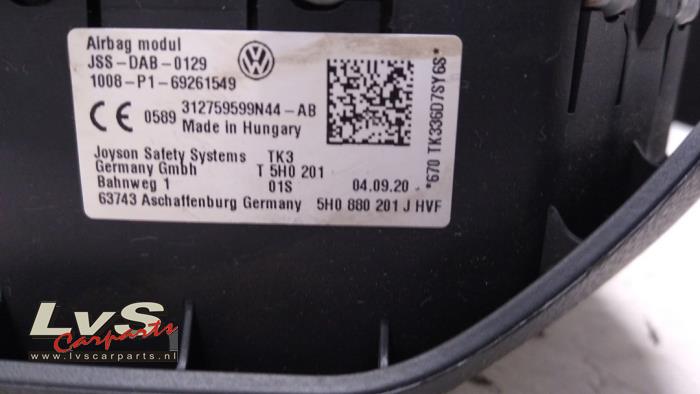 Airbag modul
JSS-DAB-0129
1008-P1-69261549
CE 0589 312759599N44-AB
Made in Hungary
Joyson Safety Systems TK3
Germany Gmbh T 5H0 201
Bahnweg 1 01S 04.09.20
63743 Aschaffenburg Germany 5H0 880 201 J HVF
*670 TK336D7SY6S*
LvS
Carparts
www.lvscarparts.nl